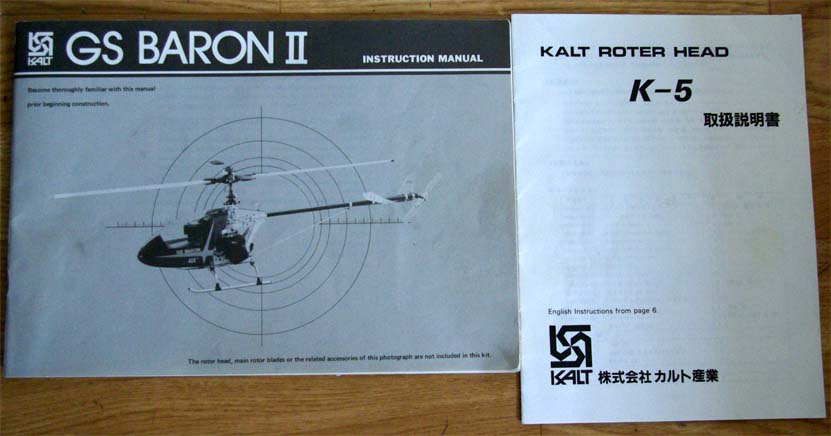 KALT
GS BARON II
INSTRUCTION MANUAL
Become thoroughly familiar with this manual
prior beginning construction.
GS BARON
The rotor head, main rotor blades or the related accessories of this photograph are not included in this kit.
KALT ROTER HEAD
K-5
取扱説明書
English Instructions from page 6.
KALT 株式会社 カルト産業